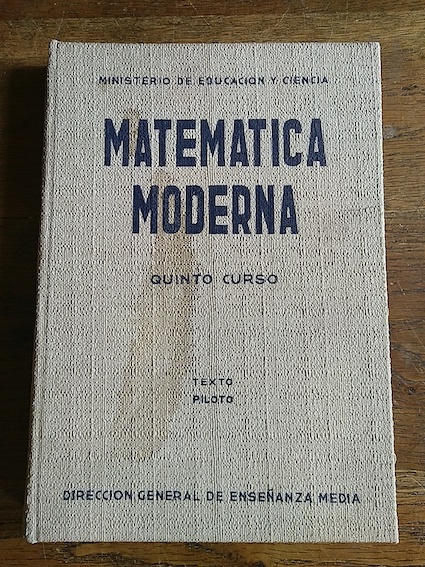 MINISTERIO DE EDUCACION Y CIENCIA
MATEMATICA
MODERNA
QUINTO CURSO
TEXTO
PILOTO
DIRECCION GENERAL DE ENSEÑANZA MEDIA